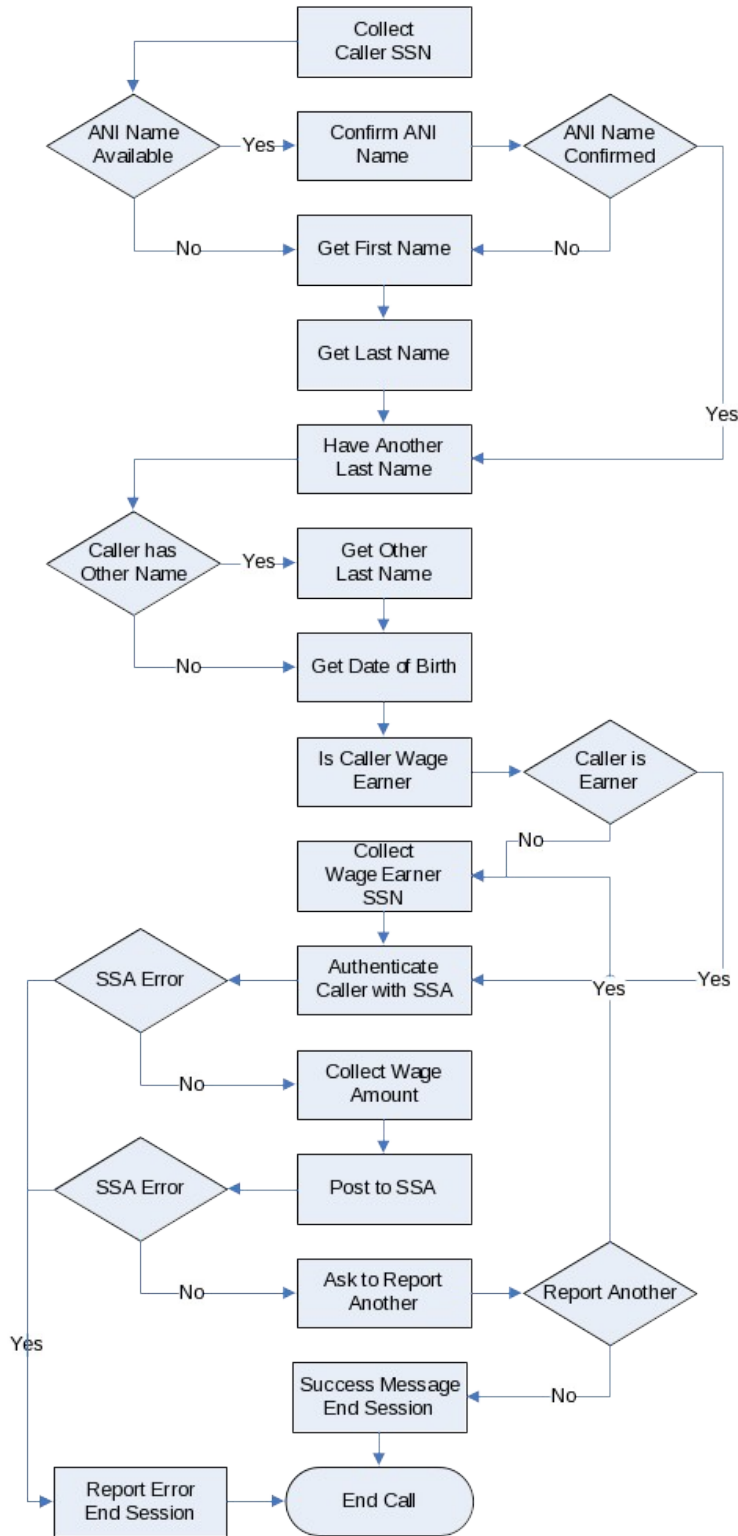 Collect
Caller SSN
ANI Name
Available
Yes
Confirm ANI
Name
ANI Name
Confirmed
No
Get First Name
No
Get Last Name
Yes
Have Another
Last Name
Caller has
Other Name
Yes
Get Other
Last Name
No
Get Date of Birth
Is Caller Wage
Earner
Caller is
Earner
No
Collect
Wage Earner
SSN
SSA Error
Authenticate
Caller with SSA
Yes
Yes
No
Collect Wage
Amount
SSA Error
Post to SSA
No
Ask to Report
Another
Report Another
Yes
Success Message
End Session
No
Report Error
End Session
End Call